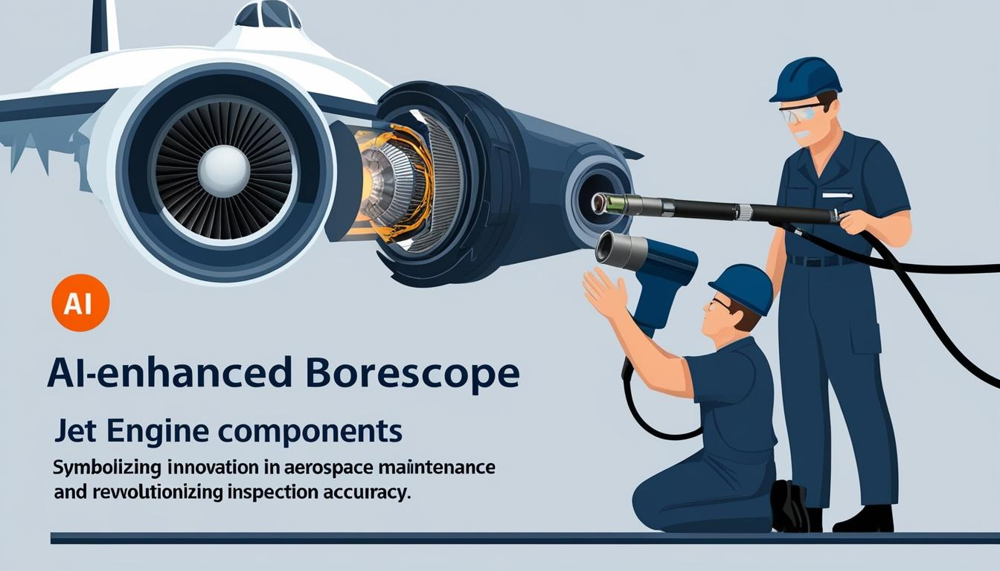 AI
AI-enhanced Borescope
Jet Engine components
Symbolizing innovation in aerospace maintenance
and revvolutionizing inspection accuracy.